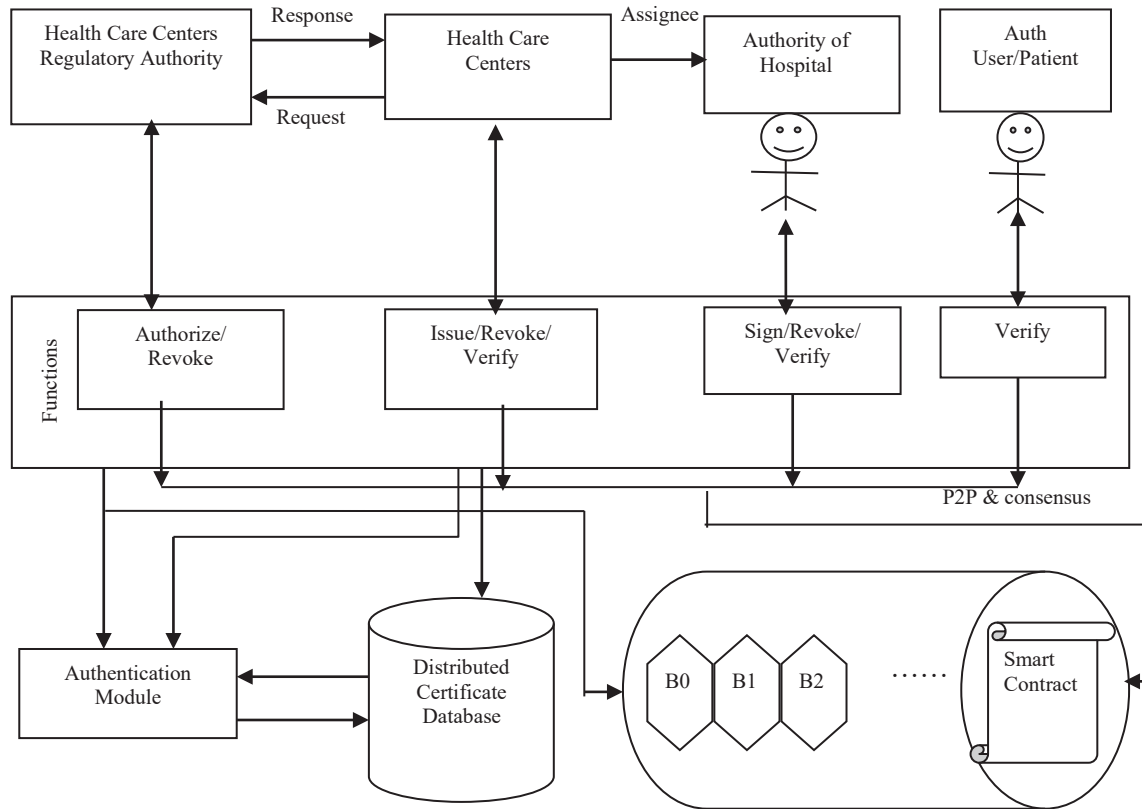 Response
Health Care Centers
Regulatory Authority
Request
Health Care
Centers
Assignee
Authority of
Hospital
Auth
User/Patient
Functions
Authorize/
Revoke
Issue/Revoke/
Verify
Sign/Revoke/
Verify
Verify
P2P & consensus
Authentication
Module
Distributed
Certificate
Database
B0
B1
B2
......
Smart
Contract